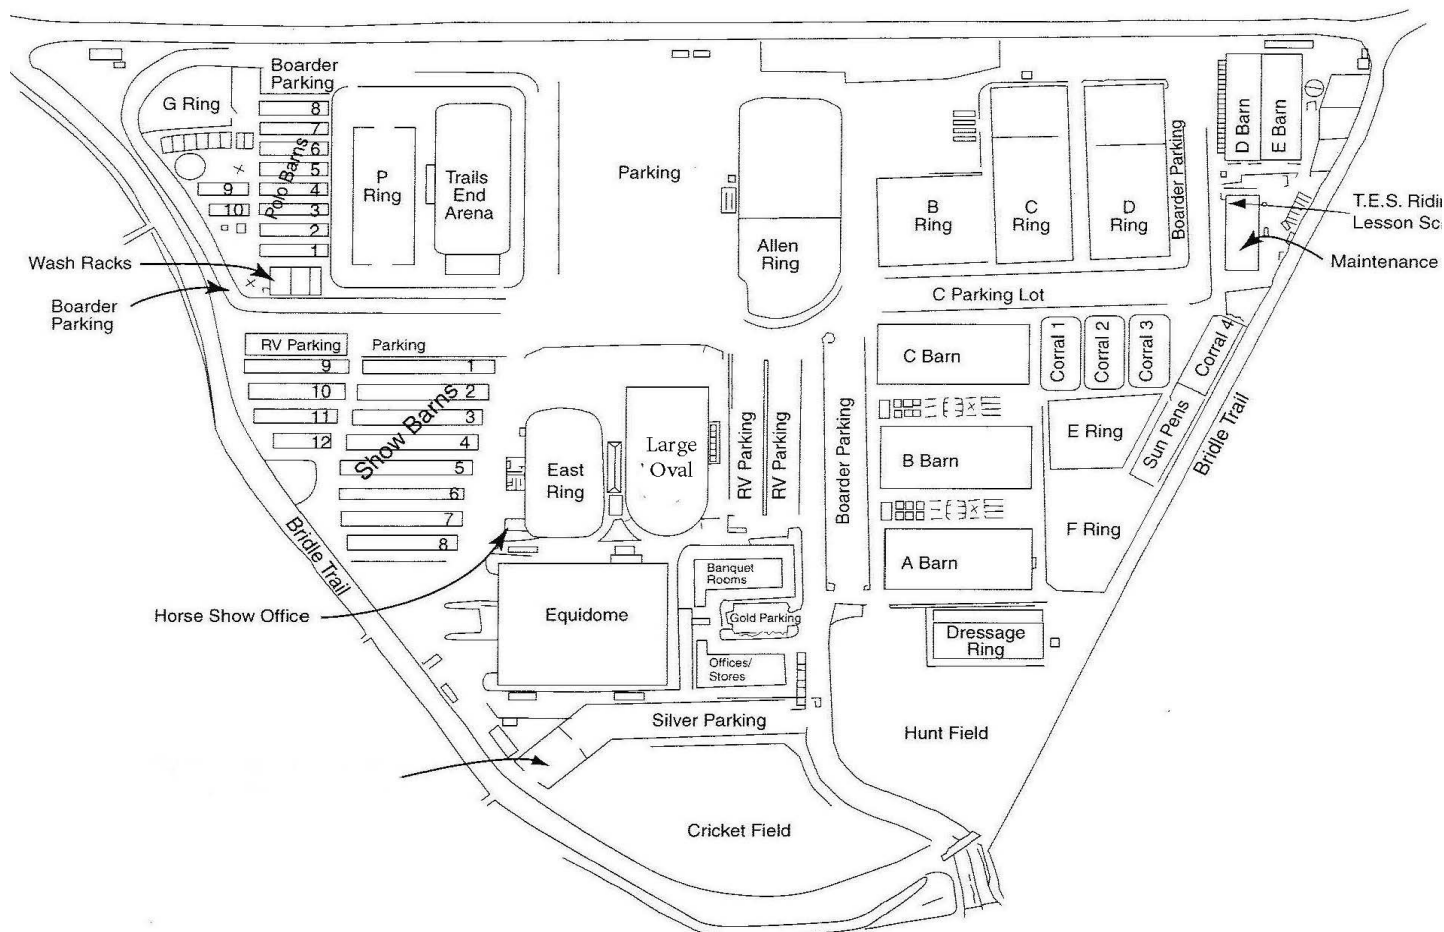 Boarder
Parking
G Ring
8
7
6
5
4
3
2
1
9
10
Polo Barns
P
Ring
Trails
End
Arena
Parking
Allen
Ring
B
Ring
C
Ring
D
Ring
Boarder Parking
D Barn
E Barn
T.E.S. Ridi
Lesson Sc
Maintenance
Wash Racks
Boarder
Parking
C Parking Lot
RV Parking
Parking
9
10
11
12
1
2
3
4
5
6
7
8
Show Barns
East
Ring
Large
Oval
RV Parking
RV Parking
Boarder Parking
C Barn
B Barn
A Barn
Corral 1
Corral 2
Corral 3
Corral 4
Sun Pens
Bridle Trail
E Ring
F Ring
Bridle Trail
Horse Show Office
Equidome
Banquet
Rooms
Gold Parking
Offices/
Stores
Dressage
Ring
Silver Parking
Hunt Field
Cricket Field